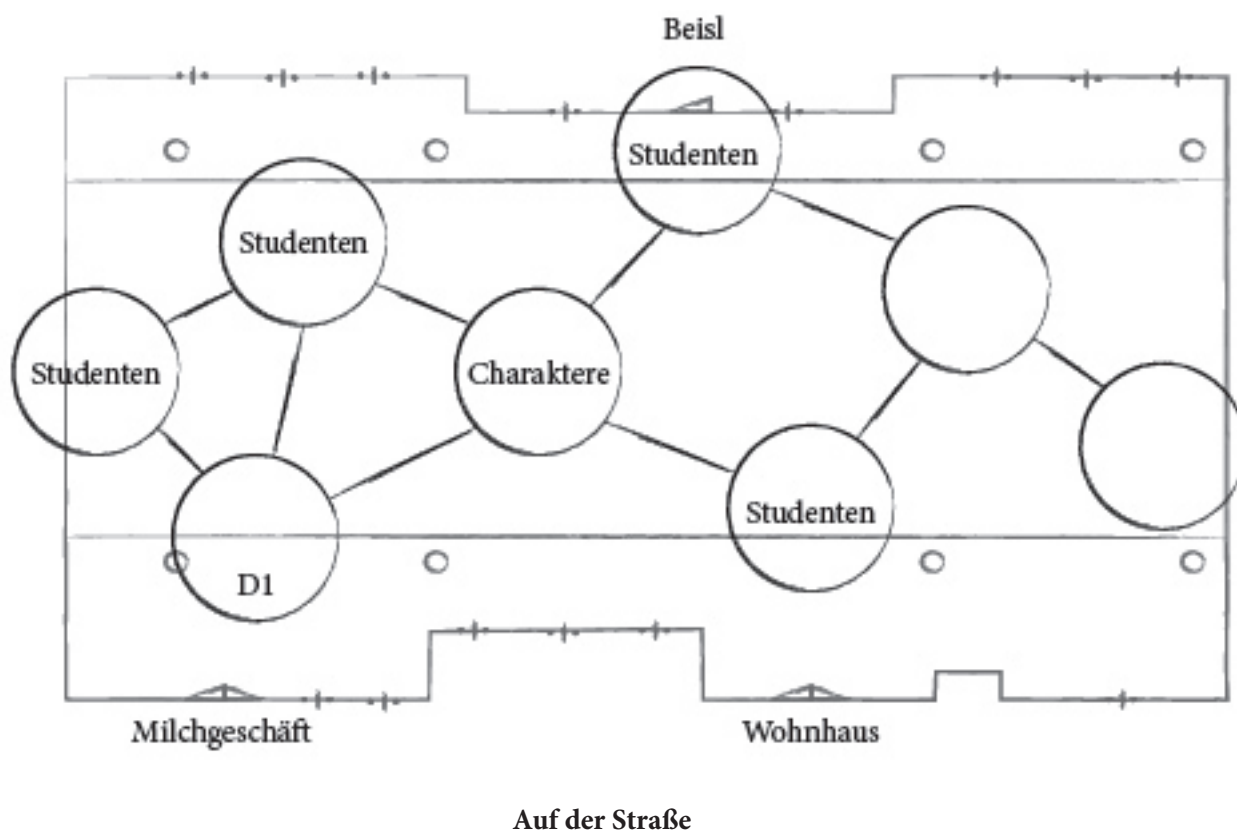 Beisl
Studenten
Studenten
Studenten
Charaktere
Studenten
D1
Milchgeschäft
Wohnhaus
Auf der Straße